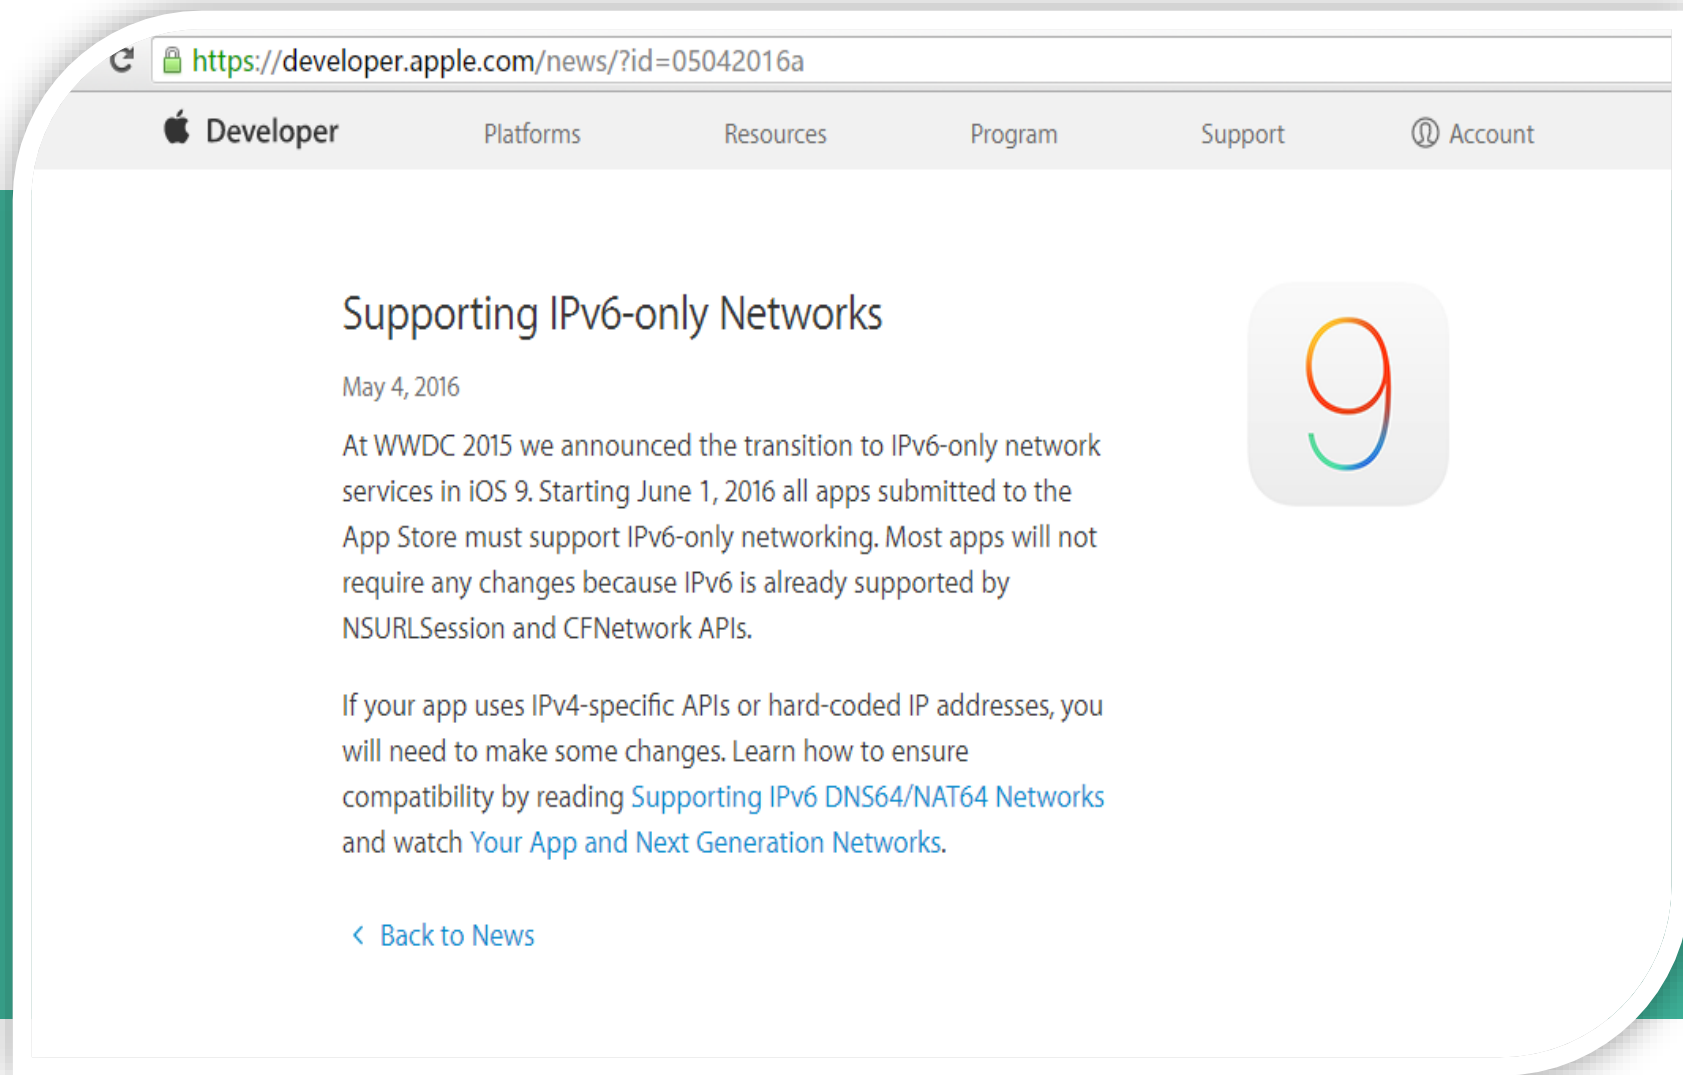 https://developer.apple.com/news/?id=05042016a
Developer Platforms Resources Program Support Account
Supporting IPv6-only Networks
9
May 4, 2016
At WWDC 2015 we announced the transition to IPv6-only network
services in iOS 9. Starting June 1, 2016 all apps submitted to the
App Store must support IPv6-only networking. Most apps will not
require any changes because IPv6 is already supported by
NSURLSession and CFNetwork APIs.
If your app uses IPv4-specific APIs or hard-coded IP addresses, you
will need to make some changes. Learn how to ensure
compatibility by reading Supporting IPv6 DNS64/NAT64 Networks
and watch Your App and Next Generation Networks.
Back to News